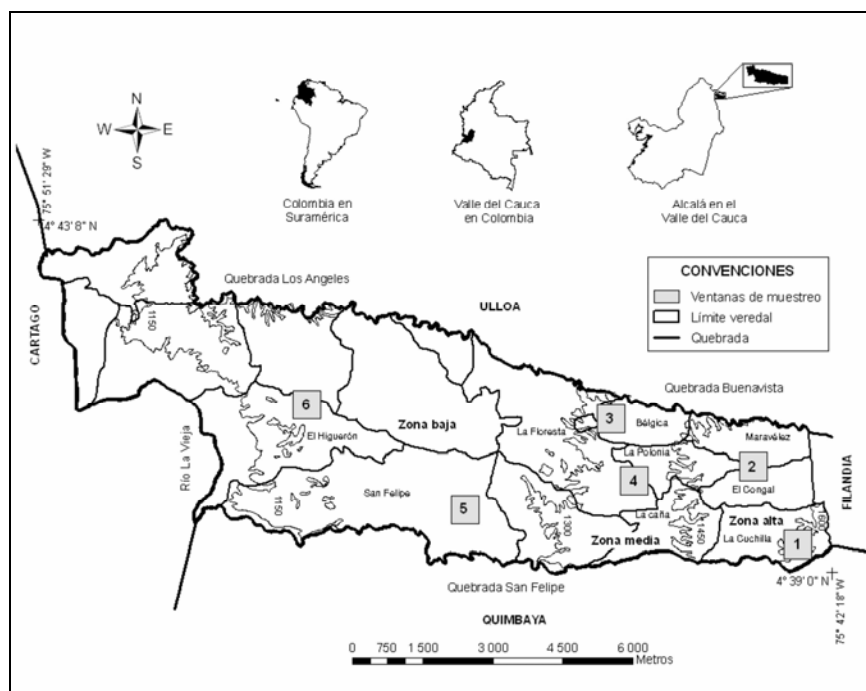 N
W E
S
Colombia en
Suramérica
Valle del Cauca
en Colombia
Alcalá en el
Valle del Cauca
75° 51' 29" W
4° 43' 8" N
CONVENCIONES
Ventanas de muestreo
Límite veredal
Quebrada
Quebrada Los Angeles
ULLOA
CARTAGO
1150
Quebrada Buenavista
6
3
Bélgica
Zona baja
La Floresta
Maravélez
El Higuerón
La Polonia
2
Río La Vieja
4
El Congal
FILANDIA
San Felipe
1150
5
La caña
1300
1450
Zona alta
1600
Zona media
La Cuchilla
1
4° 39' 0" N
75° 42' 18" W
Quebrada San Felipe
QUIMBAYA
0 750 1 500 3 000 4 500 6 000
Metros